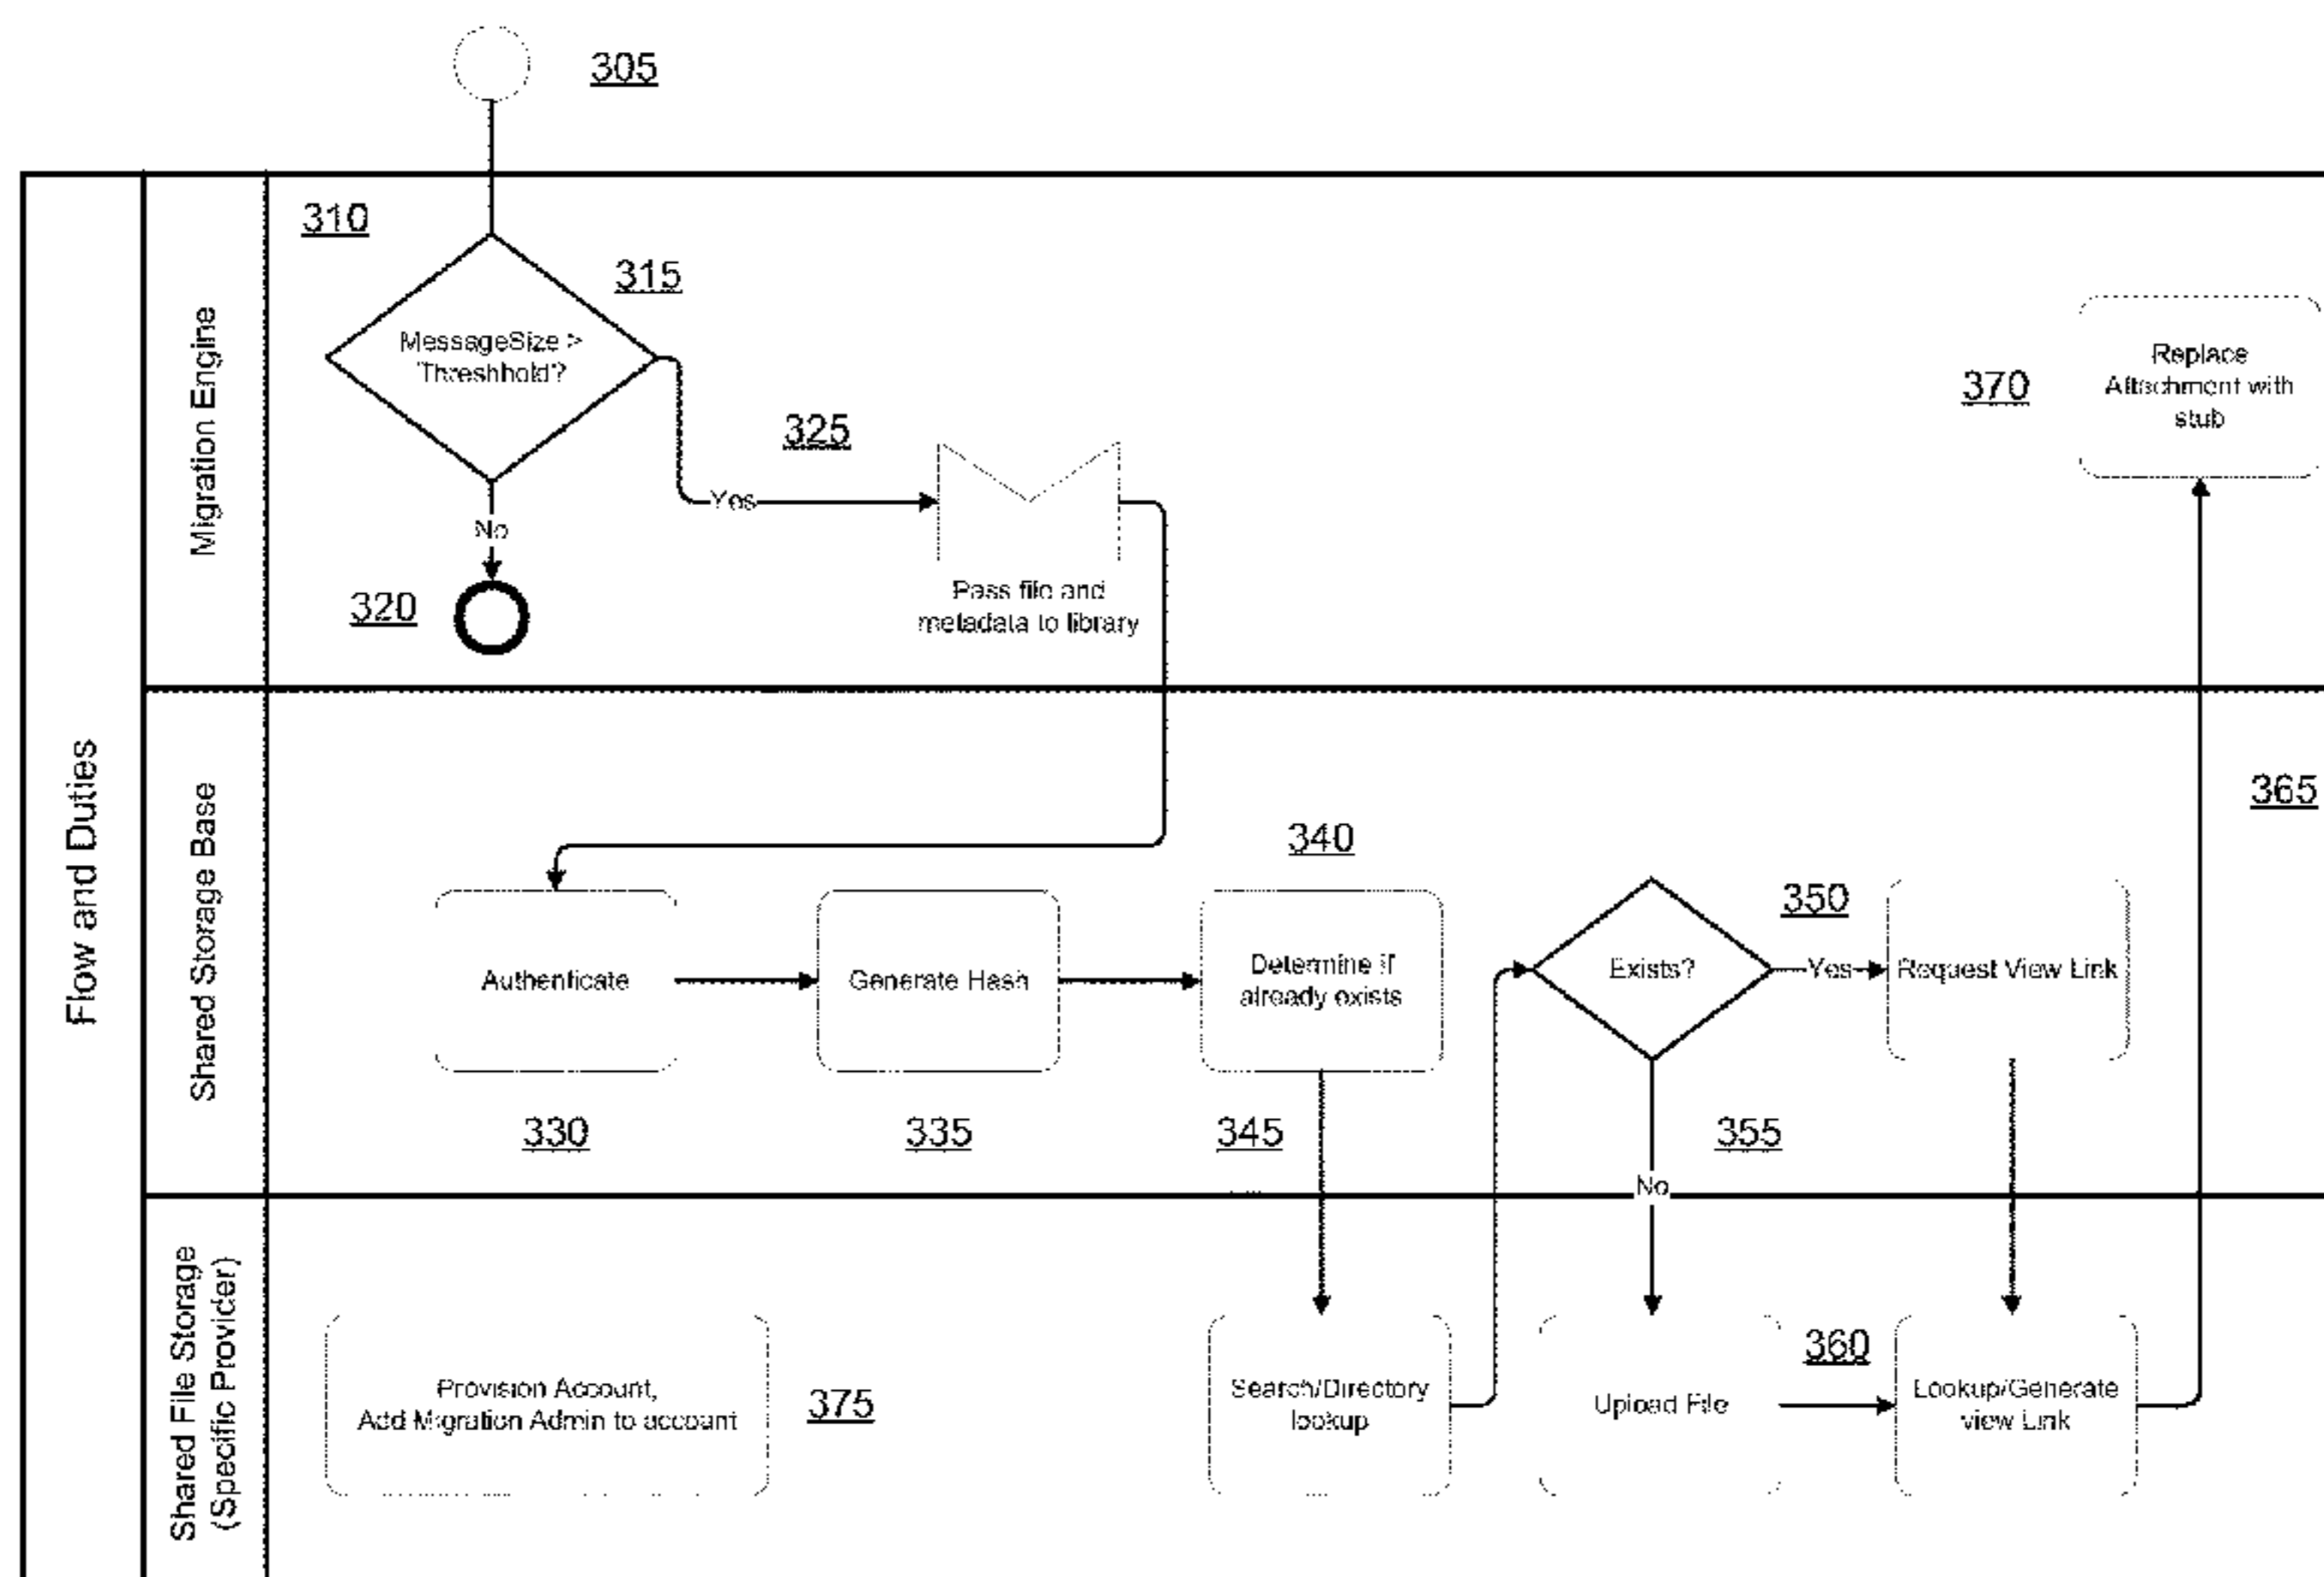 305
310
315
MessageSize >
Threshhold?
Yes
No
320
325
Pass file and
metadata to library
370
Replace
Attachment with
stub
Migration Engine
Flow and Duties
Shared Storage Base
365
340
Authenticate
Generate Hash
Determine if
already exists
Exists?
350
Yes
Request View Link
330
335
345
355
No
Shared File Storage
(Specific Provider)
Provision Account,
Add Migration Admin to account
375
Search/Directory
lookup
Upload File
360
Lookup/Generate
view Link